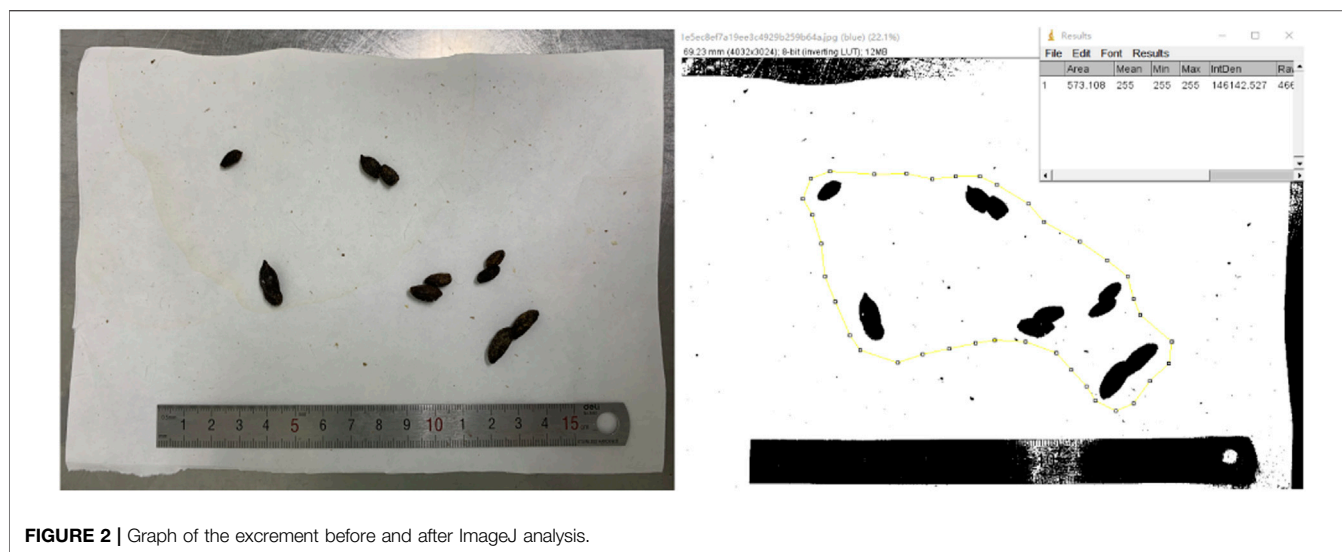 1 2 3 4 5 6 7 8 9 10 1 2 3 4 15
deli
1e5ec8ef7a19ee3c4929b259b64a.jpg (blue) (22.1%)
69.23 mm (4032x3024); 8-bit (inverting LUT); 12MB
Results
File Edit Font Results
Area Mean Min Max IntDen Rav
1 573.108 255 255 255 146142.527 466
FIGURE 2 | Graph of the excrement before and after ImageJ analysis.